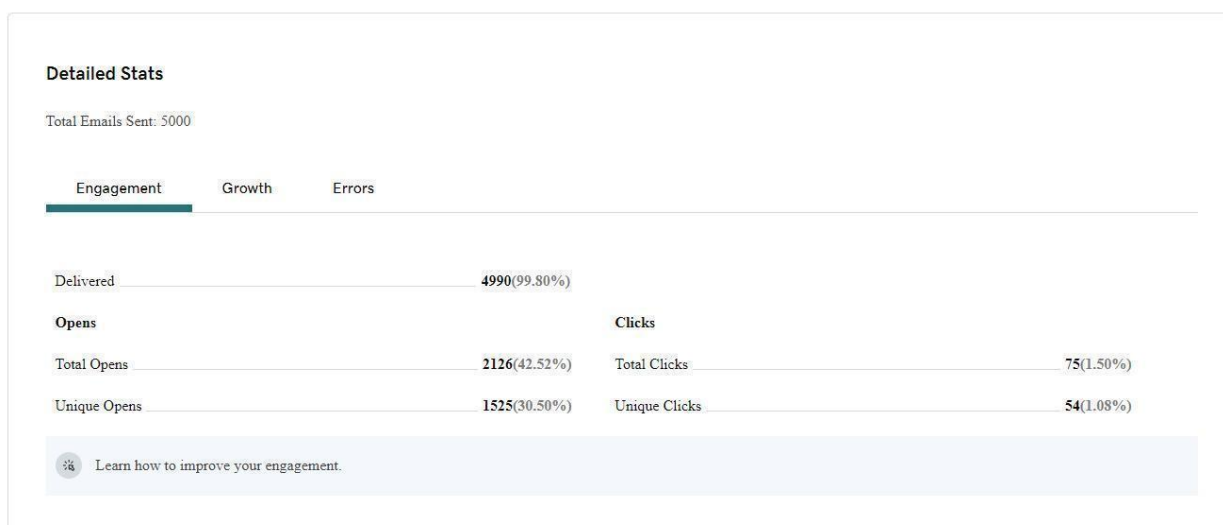 Detailed Stats
Total Emails Sent: 5000
Engagement Growth Errors
Delivered 4990(99.80%)
Opens Clicks
Total Opens 2126(42.52%) Total Clicks 75(1.50%)
Unique Opens 1525(30.50%) Unique Clicks 54(1.08%)
Learn how to improve your engagement.